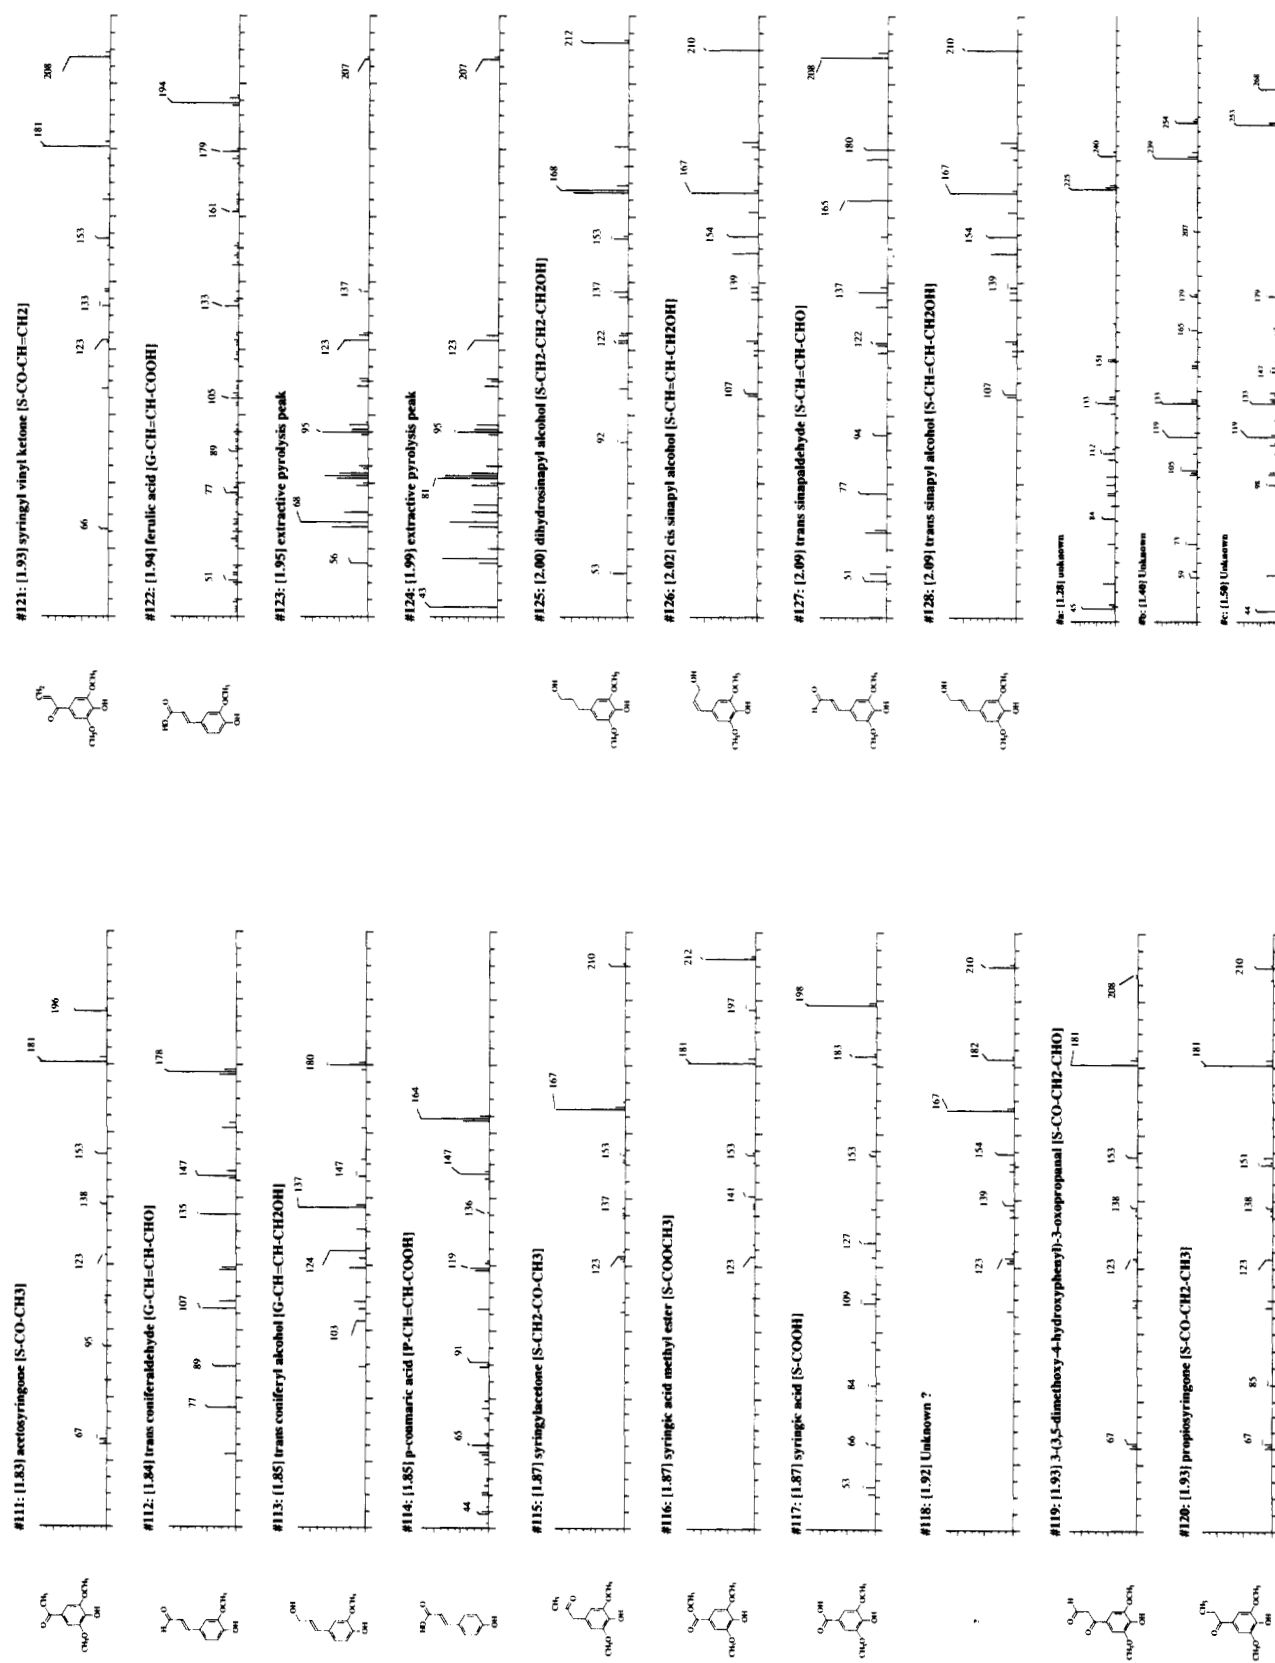 #111: [1.83] acetosyringone [S-CO-CH3]
67 95 123 138 153 181 196
#112: [1.84] trans coniferaldehyde [G-CH=CH-CHO]
77 89 107 135 147 178
#113: [1.85] trans coniferyl alcohol [G-CH=CH-CH2OH]
103 124 137 147 180
#114: [1.85] p-coumaric acid [P-CH=CH-COOH]
44 65 91 119 136 147 164
#115: [1.87] syringylacetone [S-CH2-CO-CH3]
123 137 153 167 210
#116: [1.87] syringic acid methyl ester [S-COOCH3]
123 141 153 181 197 212
#117: [1.87] syringic acid [S-COOH]
53 66 84 109 127 153 183 198
#118: [1.92] Unknown ?
123 139 154 167 182 210
?
#119: [1.93] 3-(3,5-dimethoxy-4-hydroxyphenyl)-3-oxopropanal [S-CO-CH2-CHO]
67 123 138 153 181 208
#120: [1.93] propiosyringone [S-CO-CH2-CH3]
67 85 123 138 151 181 210
#121: [1.93] syringyl vinyl ketone [S-CO-CH=CH2]
66 123 133 153 181 208
#122: [1.94] ferulic acid [G-CH=CH-COOH]
51 77 89 105 133 161 179 194
#123: [1.95] extractive pyrolysis peak
56 68 95 123 137 207
#124: [1.99] extractive pyrolysis peak
43 81 95 123 207
#125: [2.00] dihydrosinapyl alcohol [S-CH2-CH2-CH2OH]
53 92 122 137 153 168 212
#126: [2.02] cis sinapyl alcohol [S-CH=CH-CH2OH]
107 139 154 167 210
#127: [2.09] trans sinapaldehyde [S-CH=CH-CHO]
51 77 94 122 137 165 180 208
#128: [2.09] trans sinapyl alcohol [S-CH=CH-CH2OH]
107 139 154 167 210
#a: [1.28] unknown
45 84 112 133 151 225 240
#b: [1.40] Unknown
59 73 105 119 133 165 179 207 239 254
#c: [1.50] Unknown
44 98 119 133 147 179 253 268